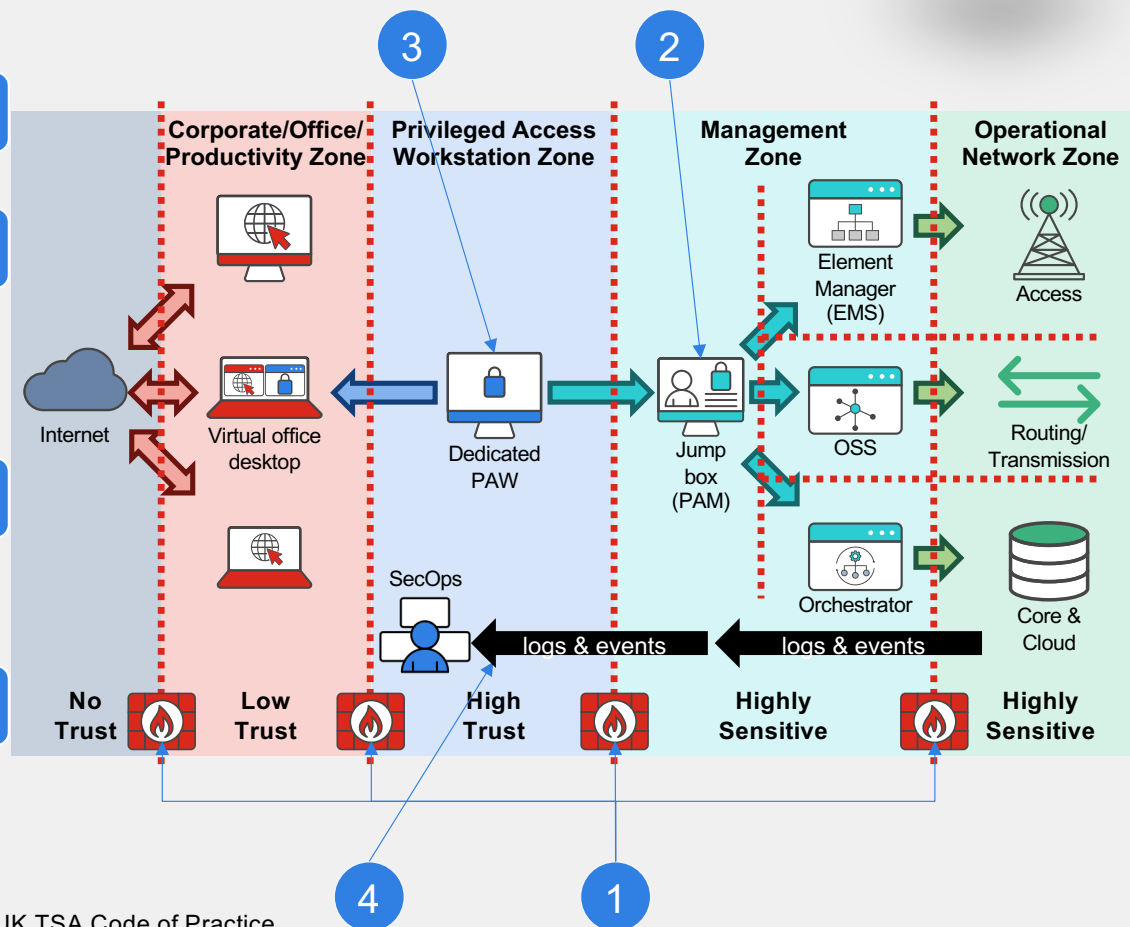 3
2
Corporate/Office/
Productivity Zone
Privileged Access
Workstation Zone
Management
Zone
Operational
Network Zone
Element
Manager
(EMS)
Access
Internet
Virtual office
desktop
Dedicated
PAW
Jump
box
(PAM)
OSS
Routing/
Transmission
SecOps
Orchestrator
Core &
Cloud
logs & events
logs & events
No
Trust
Low
Trust
High
Trust
Highly
Sensitive
Highly
Sensitive
4
1
UK TSA Code of Practice